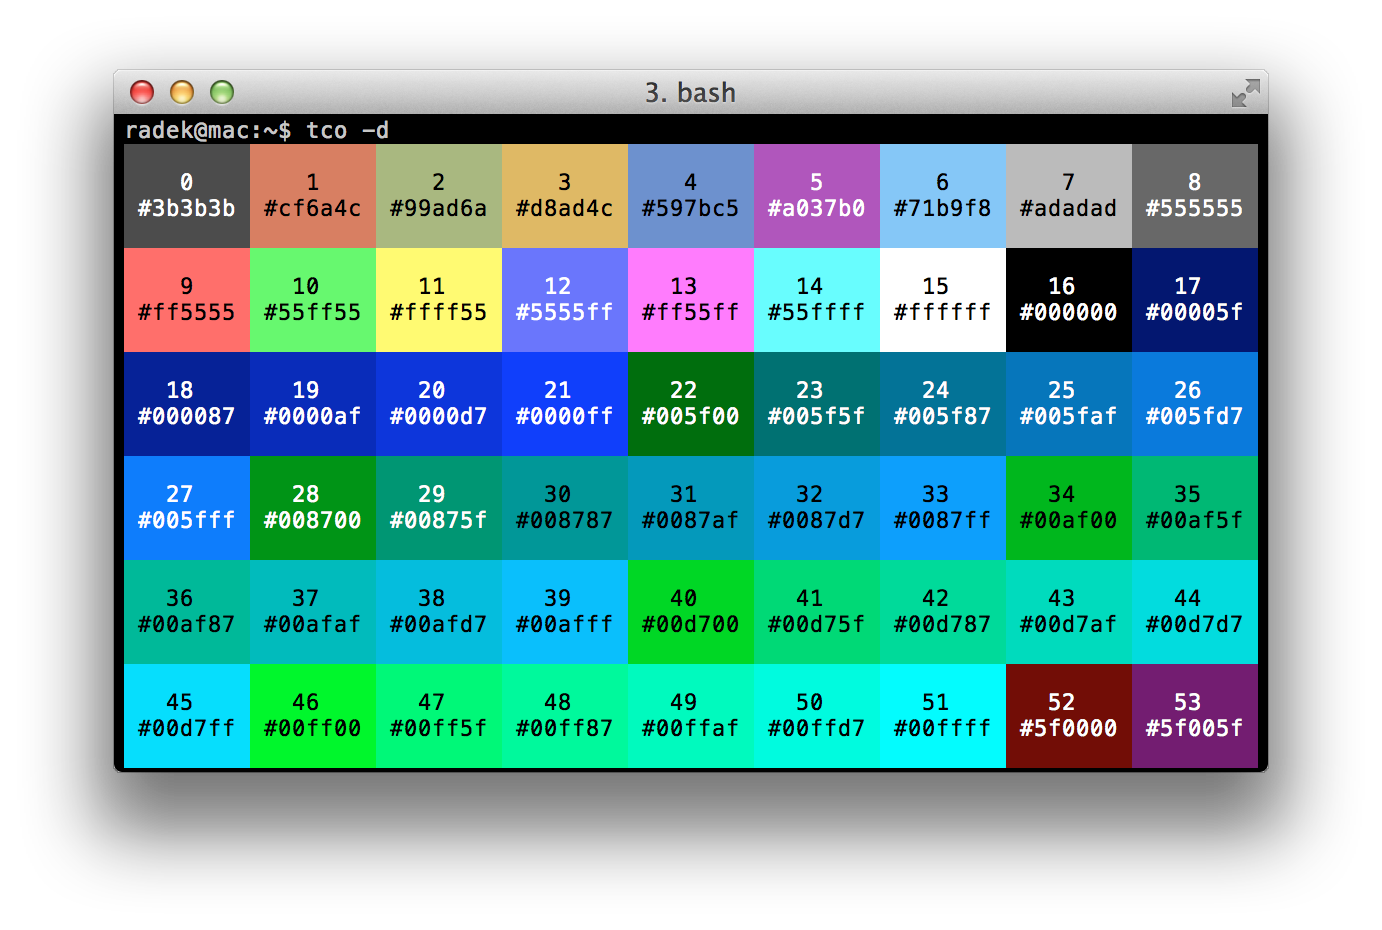 3. bash
radek@mac:~$ tco -d
0 1 2 3 4 5 6 7 8
#3b3b3b #cf6a4c #99ad6a #d8ad4c #597bc5 #a037b0 #71b9f8 #adadad #555555
9 10 11 12 13 14 15 16 17
#ff5555 #55ff55 #ffff55 #5555ff #ff55ff #55ffff #ffffff #000000 #00005f
18 19 20 21 22 23 24 25 26
#000087 #0000af #0000d7 #0000ff #005f00 #005f5f #005f87 #005faf #005fd7
27 28 29 30 31 32 33 34 35
#005fff #008700 #00875f #008787 #0087af #0087d7 #0087ff #00af00 #00af5f
36 37 38 39 40 41 42 43 44
#00af87 #00afaf #00afd7 #00afff #00d700 #00d75f #00d787 #00d7af #00d7d7
45 46 47 48 49 50 51 52 53
#00d7ff #00ff00 #00ff5f #00ff87 #00ffaf #00ffd7 #00ffff #5f0000 #5f005f